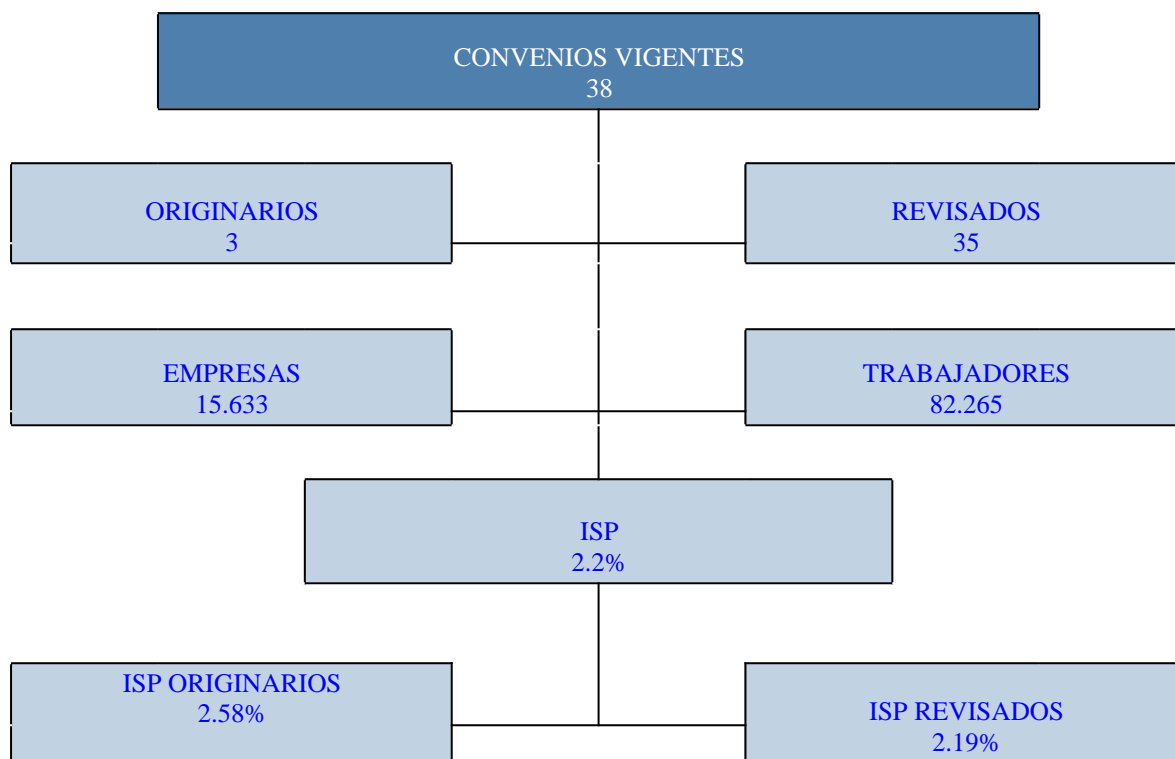 CONVENIOS VIGENTES
38
ORIGINARIOS
3
REVISADOS
35
EMPRESAS
15.633
TRABAJADORES
82.265
ISP
2.2%
ISP ORIGINARIOS
2.58%
ISP REVISADOS
2.19%